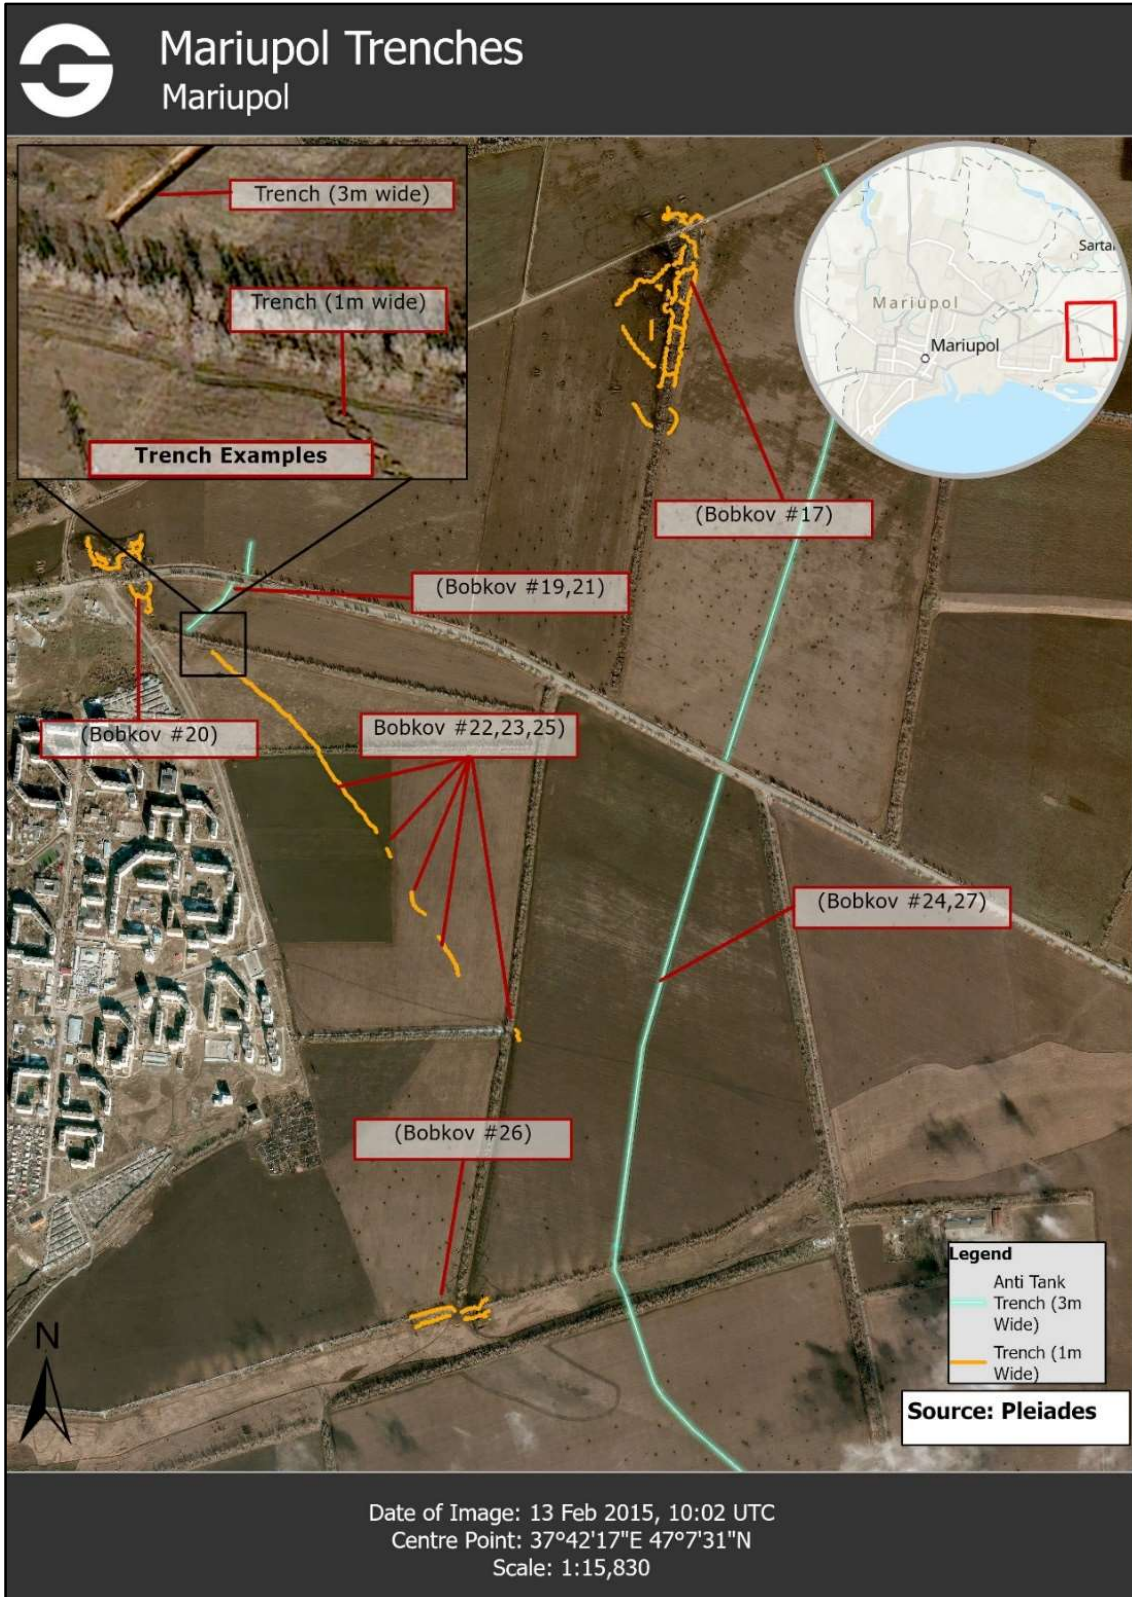 Mariupol Trenches
Mariupol
Trench (3m wide)
Trench (1m wide)
Trench Examples
Sarta
Mariupol
Mariupol
(Bobkov #17)
(Bobkov #19,21)
(Bobkov #20)
Bobkov #22,23,25)
(Bobkov #24,27)
(Bobkov #26)
Legend
Anti Tank
Trench (3m
Wide)
Trench (1m
Wide)
N
Source: Pleiades
Date of Image: 13 Feb 2015, 10:02 UTC
Centre Point: 37°42'17"E 47°7'31"N
Scale: 1:15,830